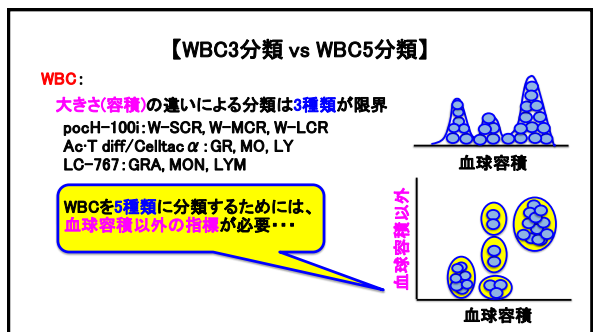 【WBC3分類 vs WBC5分類】
WBC：
大きさ(容積)の違いによる分類は3種類が限界
pocH-100i：W-SCR, W-MCR, W-LCR
Ac·T diff/Celltac α：GR, MO, LY
LC-767：GRA, MON, LYM
血球容積
WBCを5種類に分類するためには、
血球容積以外の指標が必要･･･
血球容積以外
血球容積